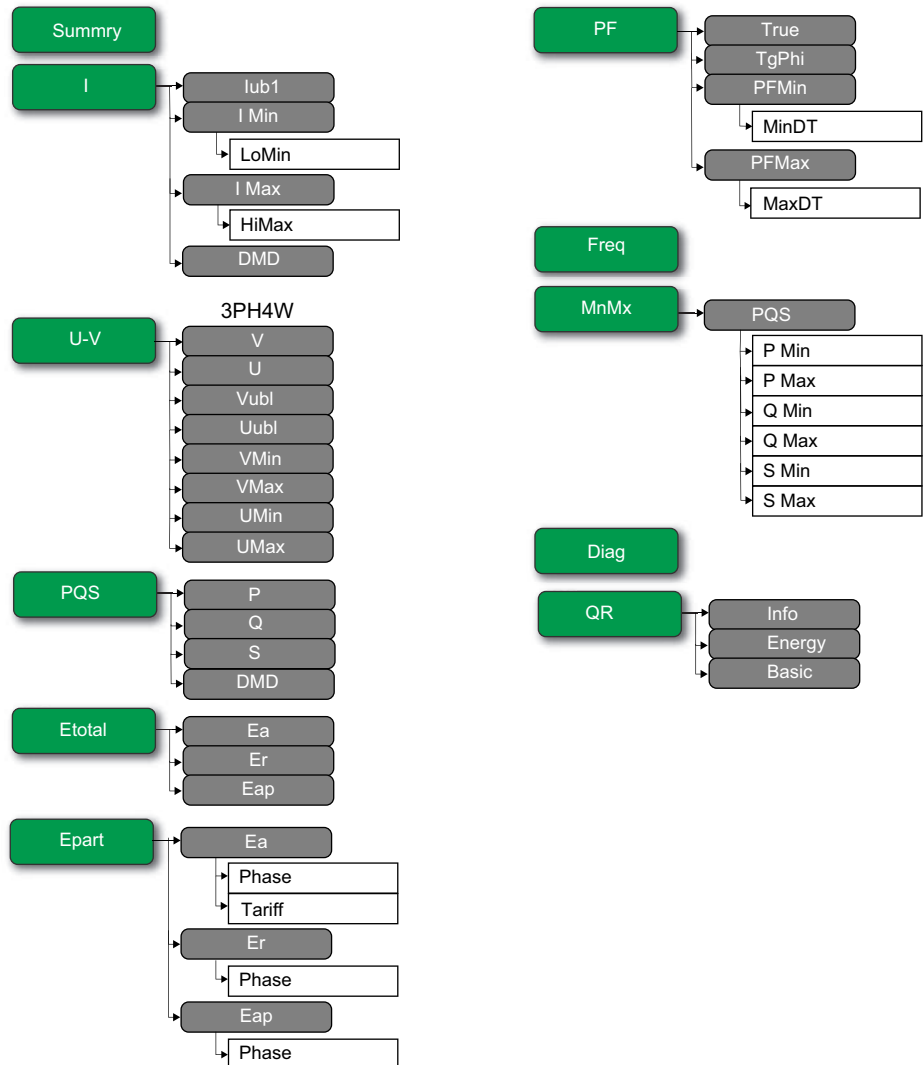 Summry
I
Iub1
I Min
LoMin
I Max
HiMax
DMD
3PH4W
U-V
V
U
Vubl
Uubl
VMin
VMax
UMin
UMax
PQS
P
Q
S
DMD
Etotal
Ea
Er
Eap
Epart
Ea
Phase
Tariff
Er
Phase
Eap
Phase
PF
True
TgPhi
PFMin
MinDT
PFMax
MaxDT
Freq
MnMx
PQS
P Min
P Max
Q Min
Q Max
S Min
S Max
Diag
QR
Info
Energy
Basic